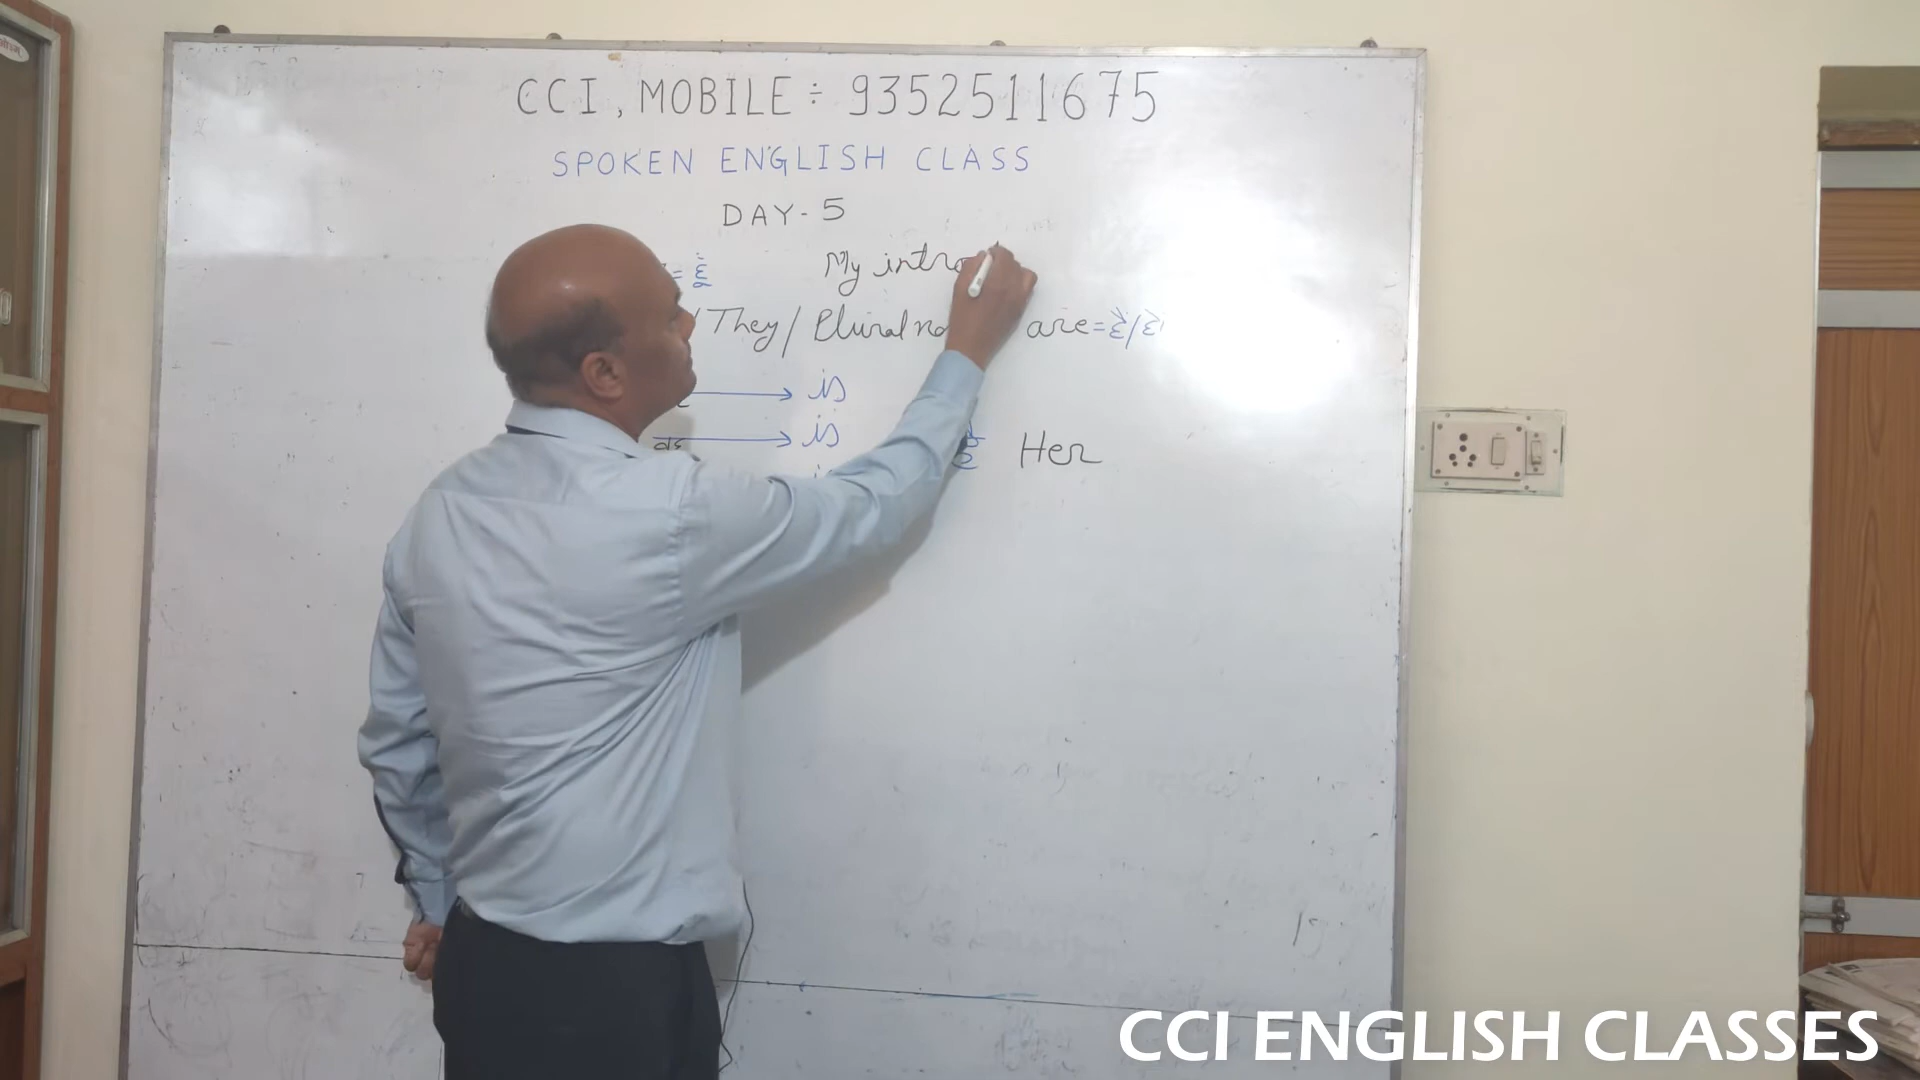 CCI, MOBILE ÷ 9352511675
SPOKEN ENGLISH CLASS
DAY-5
= हूँ My intro
They/ Plural no are=हैं/हो
is
is Her
CCI ENGLISH CLASSES